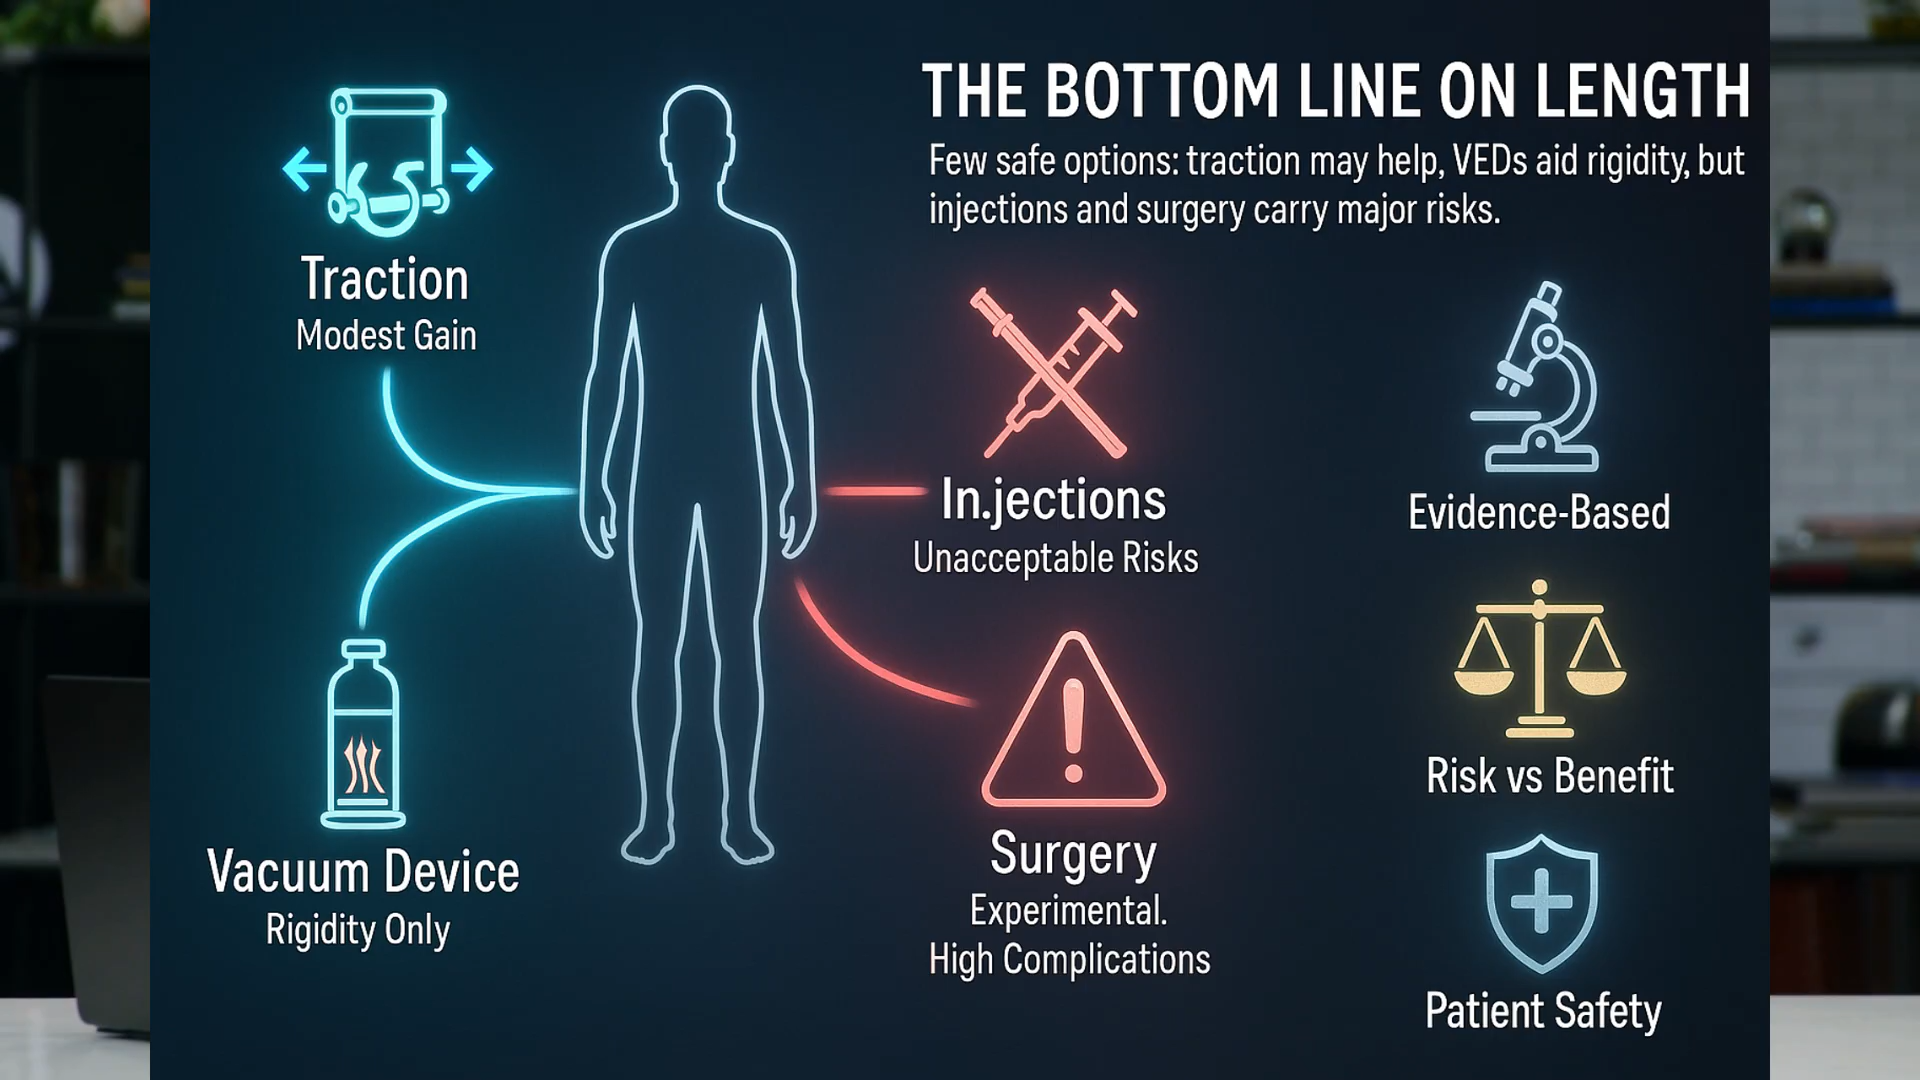 THE BOTTOM LINE ON LENGTH
Few safe options: traction may help, VEDs aid rigidity, but
injections and surgery carry major risks.
Traction
Modest Gain
Vacuum Device
Rigidity Only
In.jections
Unacceptable Risks
Surgery
Experimental.
High Complications
Evidence-Based
Risk vs Benefit
Patient Safety